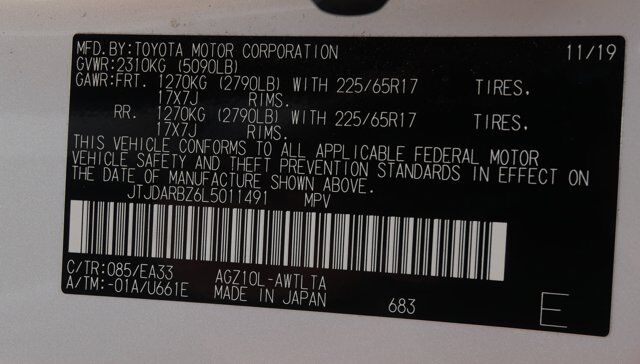 MFD.BY:TOYOTA MOTOR CORPORATION 11/19
GVWR:2310KG (5090LB)
GAWR:FRT. 1270KG (2790LB) WITH 225/65R17 TIRES,
17X7J RIMS.
RR. 1270KG (2790LB) WITH 225/65R17 TIRES,
17X7J RIMS.
THIS VEHICLE CONFORMS TO ALL APPLICABLE FEDERAL MOTOR
VEHICLE SAFETY AND THEFT PREVENTION STANDARDS IN EFFECT ON
THE DATE OF MANUFACTURE SHOWN ABOVE.
JTJDARBZ6L5011491 MPV
C/TR:085/EA33 AGZ10L-AWTLTA
A/TM:-01A/U661E MADE IN JAPAN 683 E